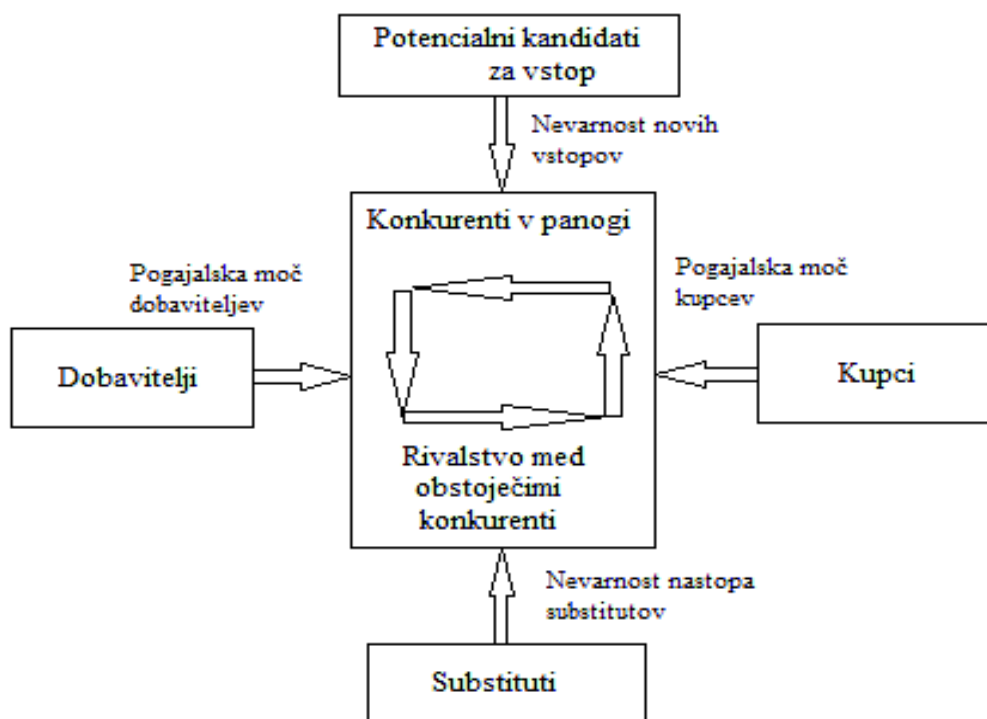 Potencialni kandidati
za vstop
Nevarnost novih
vstopov
Konkurenti v panogi
Pogajalska moč
dobaviteljev
Pogajalska moč
kupcev
Dobavitelji
Kupci
Rivalstvo med
obstoječimi
konkurenti
Nevarnost nastopa
substitutov
Substituti